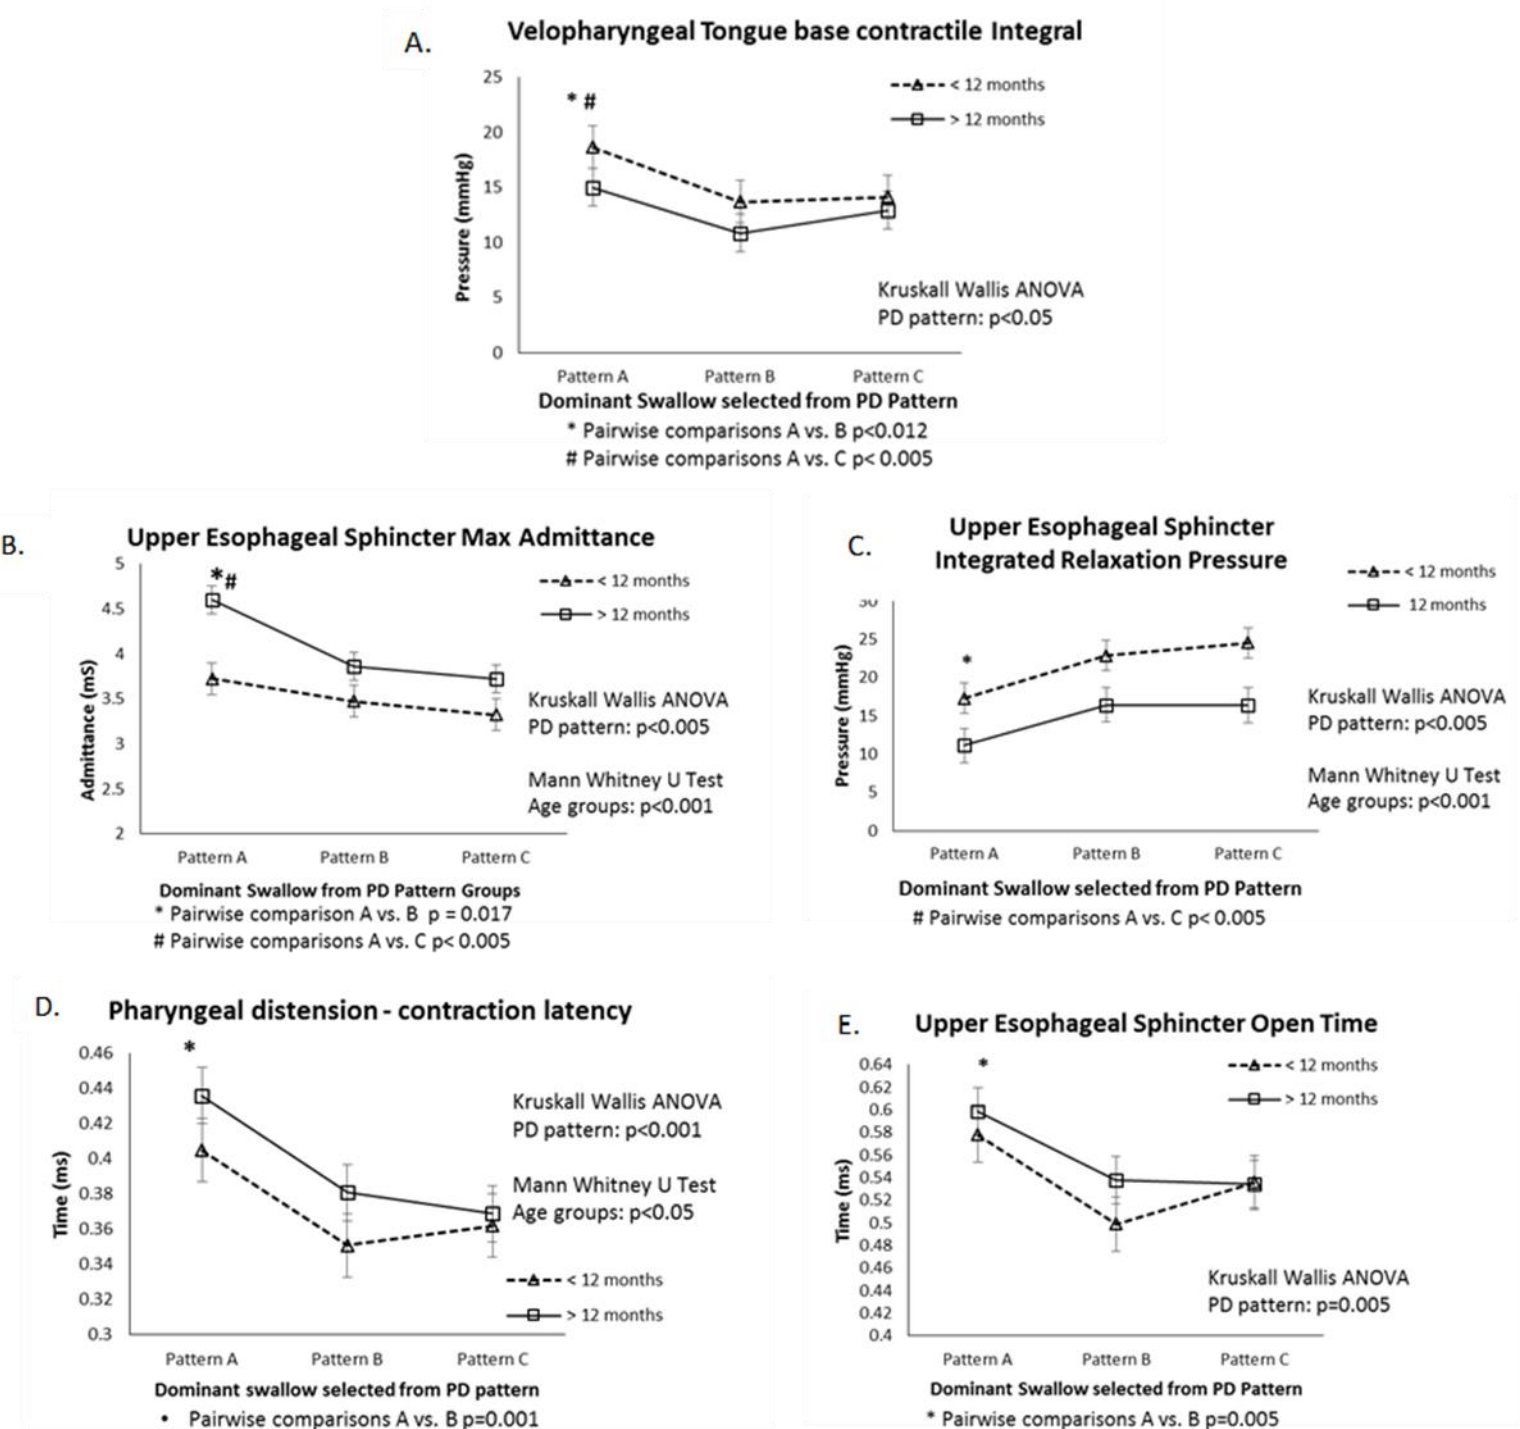 A.
Velopharyngeal Tongue base contractile Integral
< 12 months
> 12 months
* #
25
20
15
10
5
0
Pressure (mmHg)
Kruskall Wallis ANOVA
PD pattern: p<0.05
Pattern A Pattern B Pattern C
Dominant Swallow selected from PD Pattern
* Pairwise comparisons A vs. B p<0.012
# Pairwise comparisons A vs. C p< 0.005
B.
Upper Esophageal Sphincter Max Admittance
*#
< 12 months
> 12 months
5
4.5
4
3.5
3
2.5
2
Admittance (mS)
Kruskall Wallis ANOVA
PD pattern: p<0.005
Mann Whitney U Test
Age groups: p<0.001
Pattern A Pattern B Pattern C
Dominant Swallow from PD Pattern Groups
* Pairwise comparison A vs. B p = 0.017
# Pairwise comparisons A vs. C p< 0.005
C.
Upper Esophageal Sphincter
Integrated Relaxation Pressure
< 12 months
12 months
*
30
25
20
15
10
5
0
Pressure (mmHg)
Kruskall Wallis ANOVA
PD pattern: p<0.005
Mann Whitney U Test
Age groups: p<0.001
Pattern A Pattern B Pattern C
Dominant Swallow selected from PD Pattern
# Pairwise comparisons A vs. C p< 0.005
D.
Pharyngeal distension - contraction latency
*
0.46
0.44
0.42
0.4
0.38
0.36
0.34
0.32
0.3
Time (ms)
Kruskall Wallis ANOVA
PD pattern: p<0.001
Mann Whitney U Test
Age groups: p<0.05
< 12 months
> 12 months
Pattern A Pattern B Pattern C
Dominant swallow selected from PD pattern
• Pairwise comparisons A vs. B p=0.001
E.
Upper Esophageal Sphincter Open Time
*
< 12 months
> 12 months
0.64
0.62
0.6
0.58
0.56
0.54
0.52
0.5
0.48
0.46
0.44
0.42
0.4
Time (ms)
Kruskall Wallis ANOVA
PD pattern: p=0.005
Pattern A Pattern B Pattern C
Dominant Swallow selected from PD Pattern
* Pairwise comparisons A vs. B p=0.005